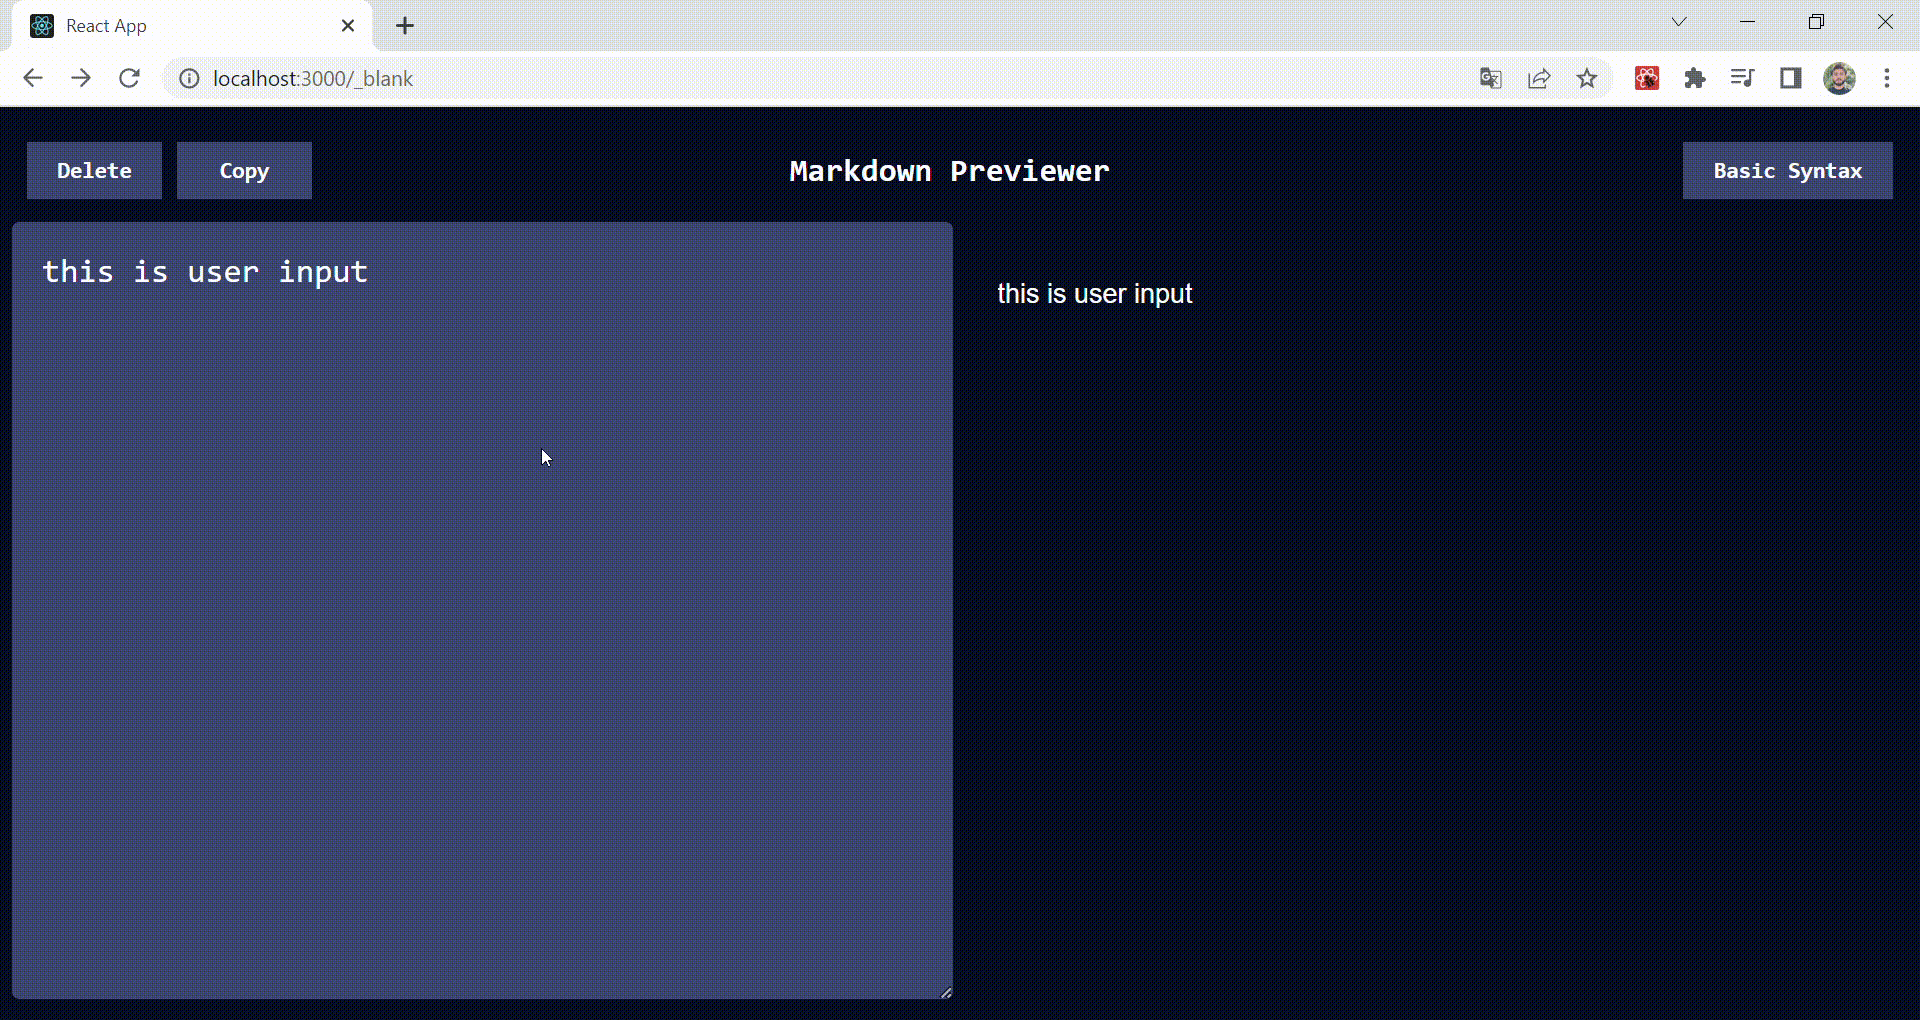 React App
localhost:3000/_blank
Delete
Copy
Markdown Previewer
Basic Syntax
this is user input
this is user input